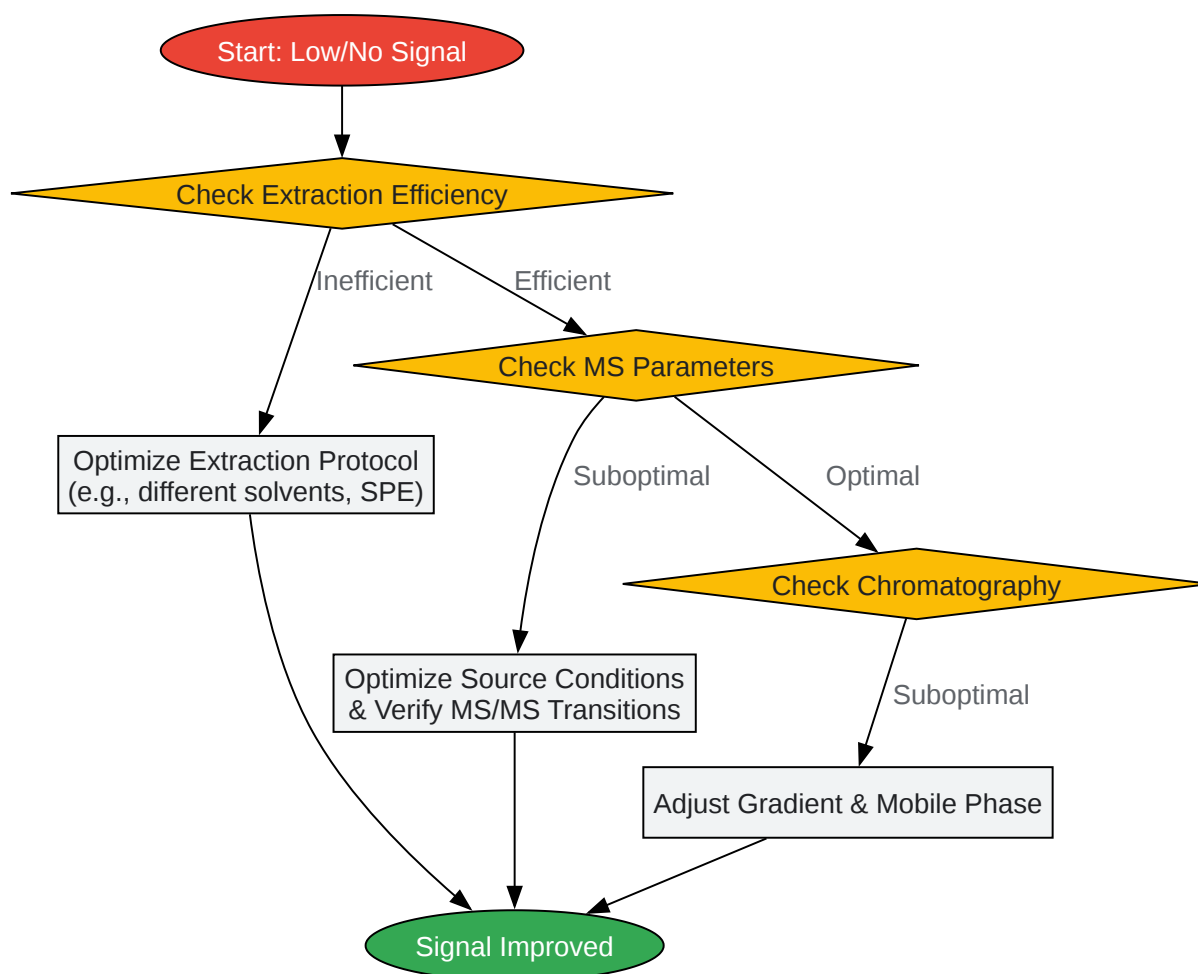 Start: Low/No Signal
Check Extraction Efficiency
Inefficient
Efficient
Check MS Parameters
Optimize Extraction Protocol
(e.g., different solvents, SPE)
Suboptimal
Optimal
Check Chromatography
Optimize Source Conditions
& Verify MS/MS Transitions
Suboptimal
Adjust Gradient & Mobile Phase
Signal Improved